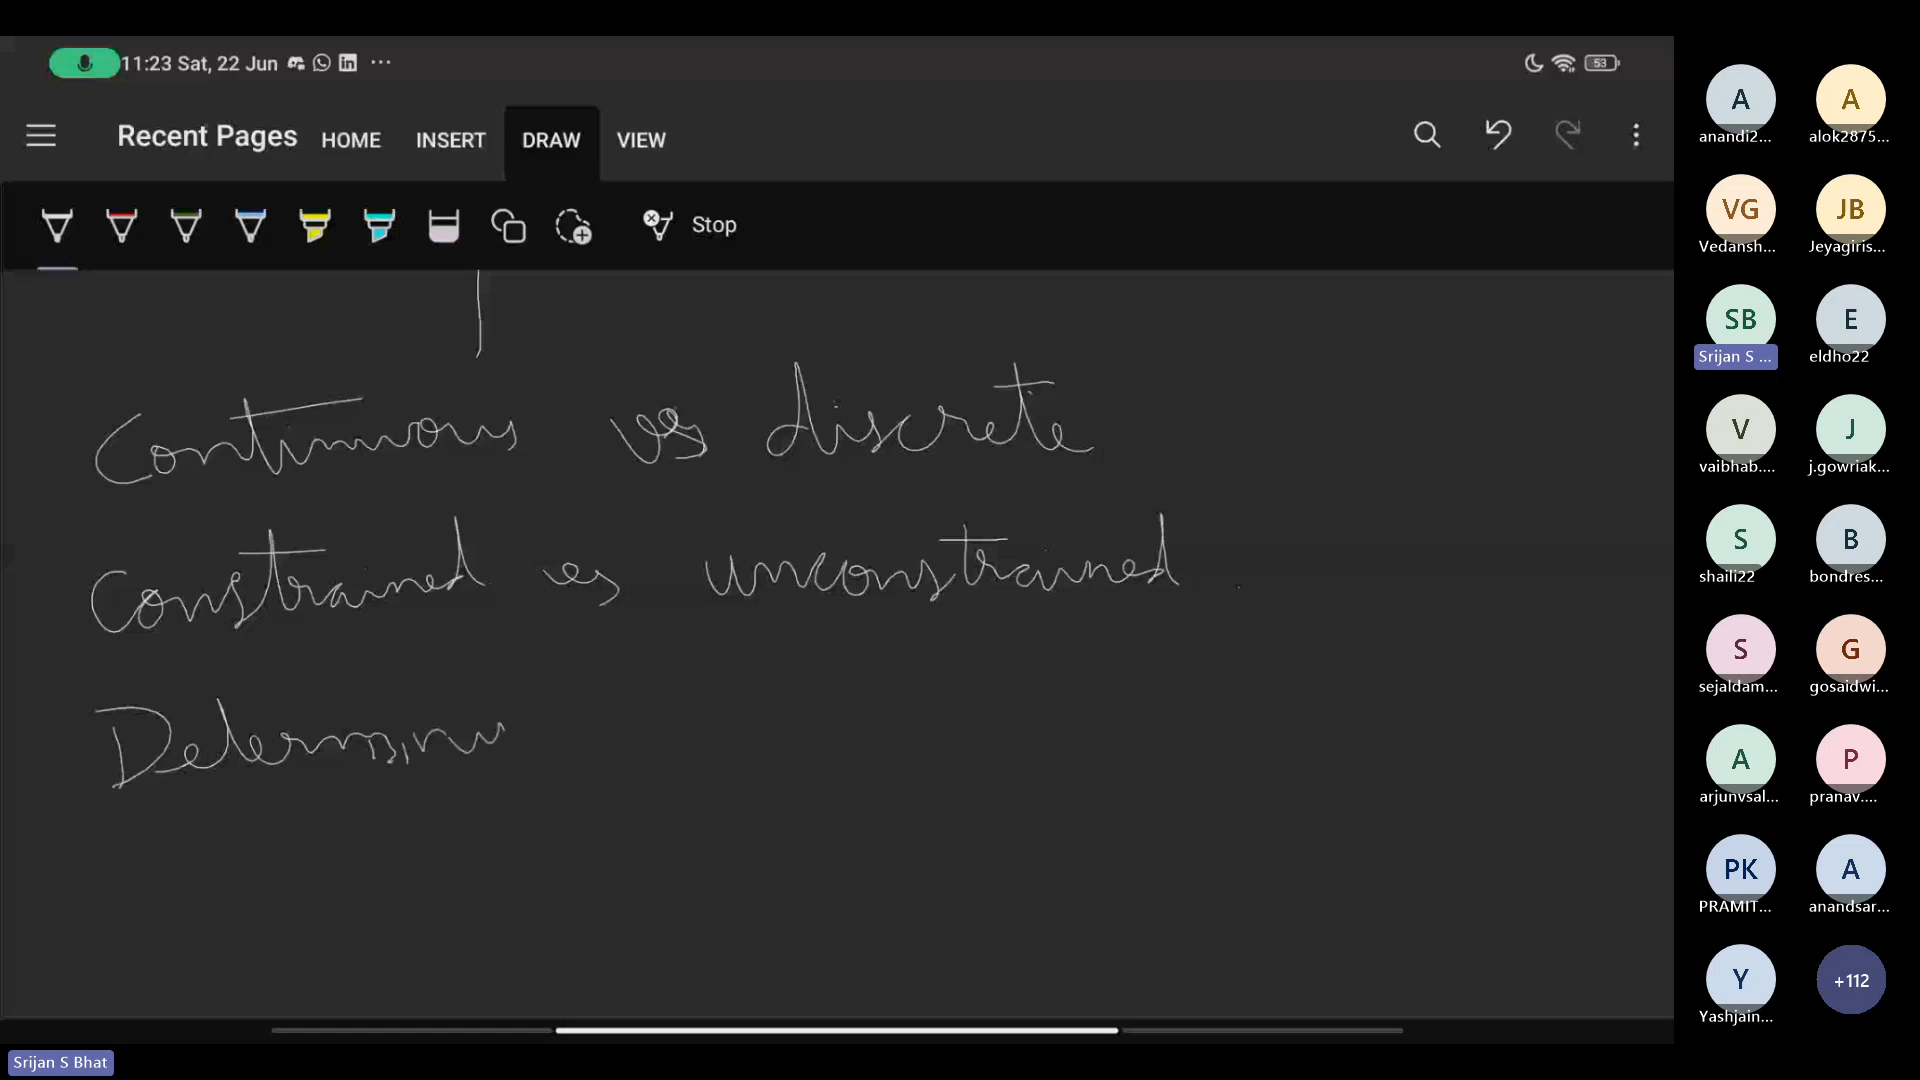 11:23 Sat, 22 Jun ...
53
Recent Pages HOME INSERT DRAW VIEW
Stop
Continuous vs discrete
Constrained vs unconstrained
A anandi2...
A alok2875...
VG Vedansh...
JB Jeyagiris...
SB Srijan S ...
E eldho22
V vaibhab....
J j.gowriak...
S shaili22
B bondres...
S sejaldam...
G gosaidwi...
A arjunvsal...
P pranav....
PK PRAMIT...
A anandsar...
Y Yashjain...
+112
Srijan S Bhat